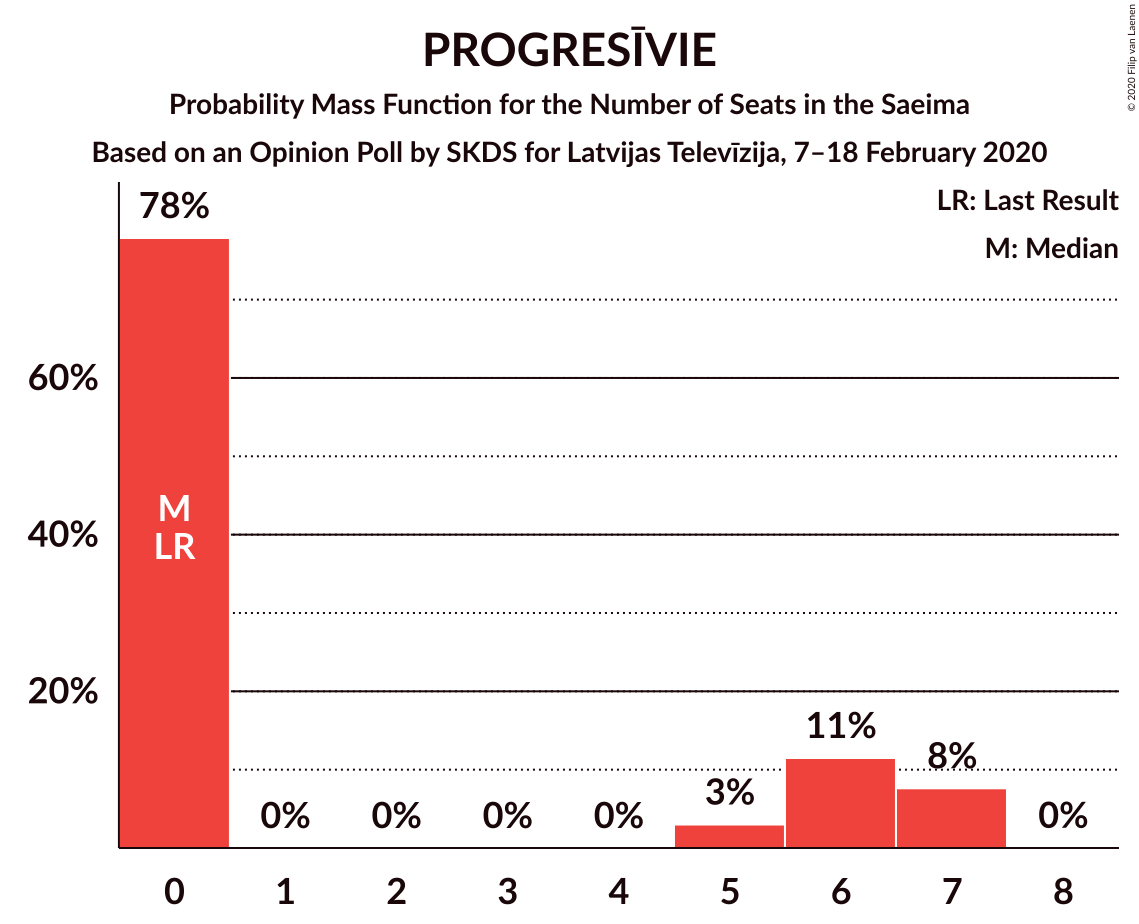 PROGRESĪVIE
Probability Mass Function for the Number of Seats in the Saeima
Based on an Opinion Poll by SKDS for Latvijas Televīzija, 7–18 February 2020
© 2020 Filip van Laenen
LR: Last Result
M: Median
78%
60%
40%
20%
M
LR
0%
0%
0%
0%
3%
11%
8%
0%
0
1
2
3
4
5
6
7
8